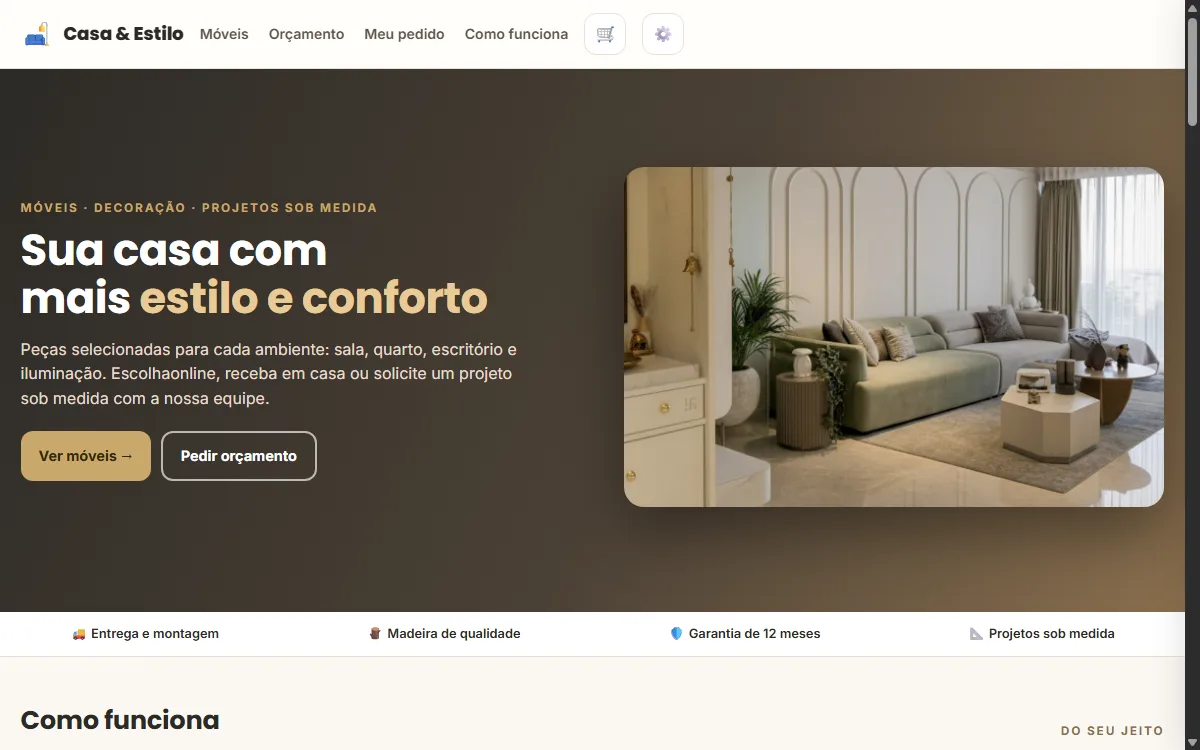 Casa & Estilo Móveis Orçamento Meu pedido Como funciona
MÓVEIS · DECORAÇÃO · PROJETOS SOB MEDIDA
Sua casa com
mais estilo e conforto
Peças selecionadas para cada ambiente: sala, quarto, escritório e
iluminação. Escolhaonline, receba em casa ou solicite um projeto
sob medida com a nossa equipe.
Ver móveis → Pedir orçamento
Entrega e montagem Madeira de qualidade Garantia de 12 meses Projetos sob medida
Como funciona
DO SEU JEITO